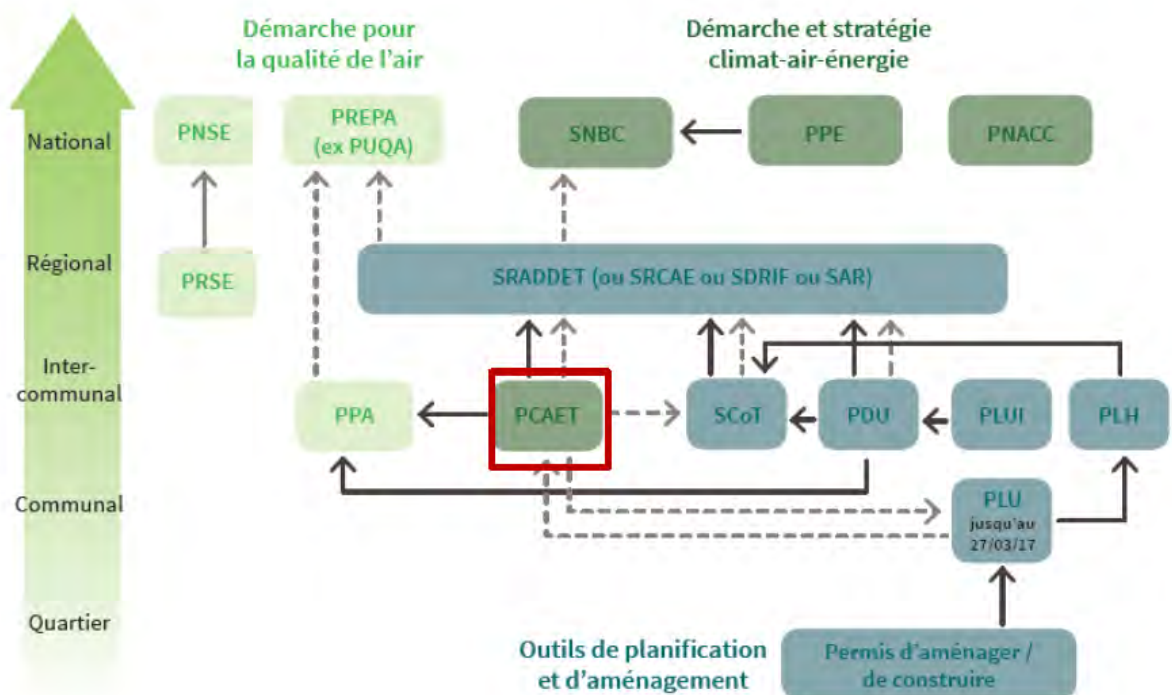 Démarche pour
la qualité de l'air
Démarche et stratégie
climat-air-énergie
National
PNSE
PREPA
(ex PUQA)
SNBC
PPE
PNACC
Régional
PRSE
SRADDET (ou SRCAE ou SDRIF ou SAR)
Inter-
communal
PPA
PCAET
SCoT
PDU
PLUI
PLH
Communal
PLU
jusqu'au
27/03/17
Quartier
Outils de planification
et d'aménagement
Permis d'aménager /
de construire